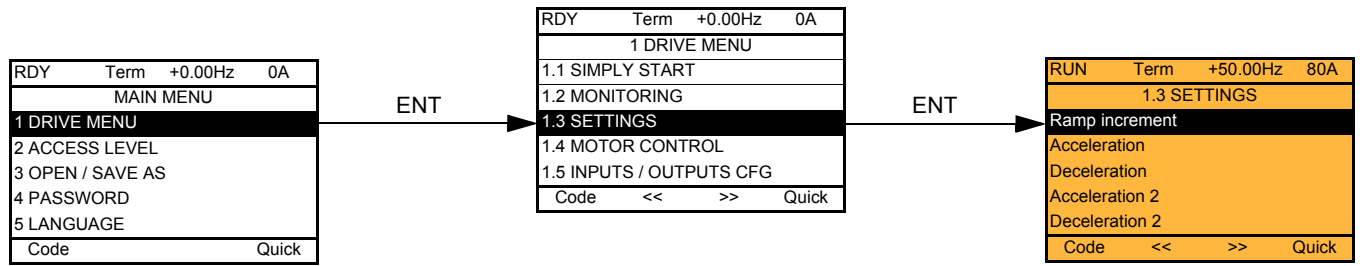 RDY Term +0.00Hz 0A
MAIN MENU
1 DRIVE MENU
2 ACCESS LEVEL
3 OPEN / SAVE AS
4 PASSWORD
5 LANGUAGE
Code Quick
ENT
RDY Term +0.00Hz 0A
1 DRIVE MENU
1.1 SIMPLY START
1.2 MONITORING
1.3 SETTINGS
1.4 MOTOR CONTROL
1.5 INPUTS / OUTPUTS CFG
Code << >> Quick
ENT
RUN Term +50.00Hz 80A
1.3 SETTINGS
Ramp increment
Acceleration
Deceleration
Acceleration 2
Deceleration 2
Code << >> Quick